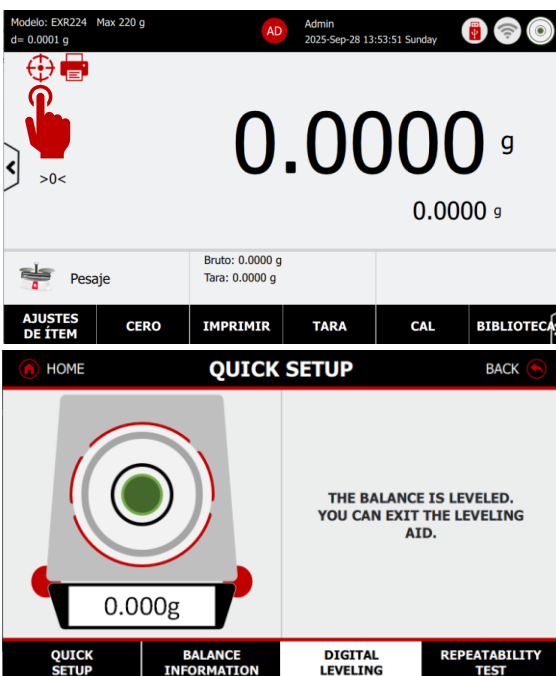 Modelo: EXR224 Max 220 g
d= 0.0001 g
AD
Admin
2025-Sep-28 13:53:51 Sunday
>0<
0.0000 g
0.0000 g
Pesaje
Bruto: 0.0000 g
Tara: 0.0000 g
AJUSTES
DE ÍTEM
CERO
IMPRIMIR
TARA
CAL
BIBLIOTECA
HOME
QUICK SETUP
BACK
THE BALANCE IS LEVELED.
YOU CAN EXIT THE LEVELING
AID.
0.000g
QUICK
SETUP
BALANCE
INFORMATION
DIGITAL
LEVELING
REPEATABILITY
TEST